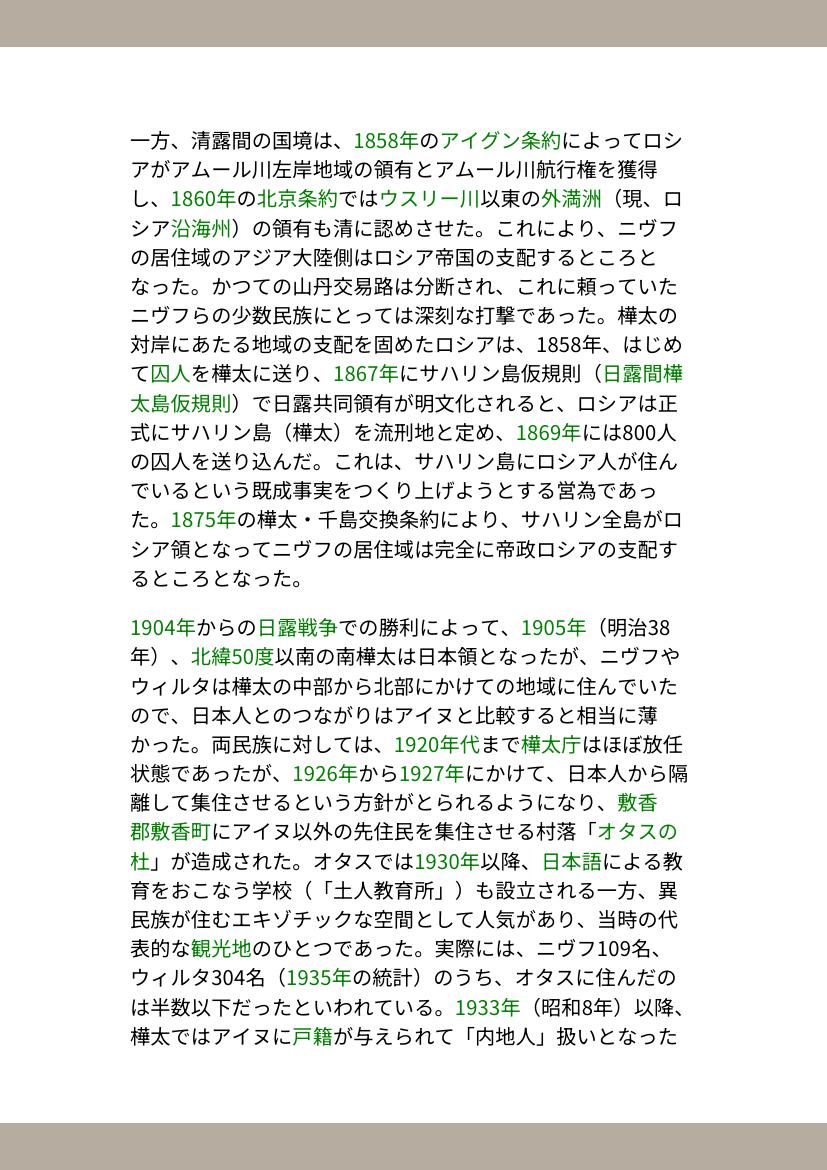 一方、清露間の国境は、1858年のアイグン条約によってロシ
アがアムール川左岸地域の領有とアムール川航行権を獲得
し、1860年の北京条約ではウスリー川以東の外満洲（現、ロ
シア沿海州）の領有も清に認めさせた。これにより、ニヴフ
の居住域のアジア大陸側はロシア帝国の支配するところと
なった。かつての山丹交易路は分断され、これに頼っていた
ニヴフらの少数民族にとっては深刻な打撃であった。樺太の
対岸にあたる地域の支配を固めたロシアは、1858年、はじめ
て囚人を樺太に送り、1867年にサハリン島仮規則（日露間樺
太島仮規則）で日露共同領有が明文化されると、ロシアは正
式にサハリン島（樺太）を流刑地と定め、1869年には800人
の囚人を送り込んだ。これは、サハリン島にロシア人が住ん
でいるという既成事実をつくり上げようとする営為であっ
た。1875年の樺太・千島交換条約により、サハリン全島がロ
シア領となってニヴフの居住域は完全に帝政ロシアの支配す
るところとなった。
1904年からの日露戦争での勝利によって、1905年（明治38
年）、北緯50度以南の南樺太は日本領となったが、ニヴフや
ウィルタは樺太の中部から北部にかけての地域に住んでいた
ので、日本人とのつながりはアイヌと比較すると相当に薄
かった。両民族に対しては、1920年代まで樺太庁はほぼ放任
状態であったが、1926年から1927年にかけて、日本人から隔
離して集住させるという方針がとられるようになり、敷香
郡敷香町にアイヌ以外の先住民を集住させる村落「オタスの
杜」が造成された。オタスでは1930年以降、日本語による教
育をおこなう学校（「土人教育所」）も設立される一方、異
民族が住むエキゾチックな空間として人気があり、当時の代
表的な観光地のひとつであった。実際には、ニヴフ109名、
ウィルタ304名（1935年の統計）のうち、オタスに住んだの
は半数以下だったといわれている。1933年（昭和8年）以降、
樺太ではアイヌに戸籍が与えられて「内地人」扱いとなった